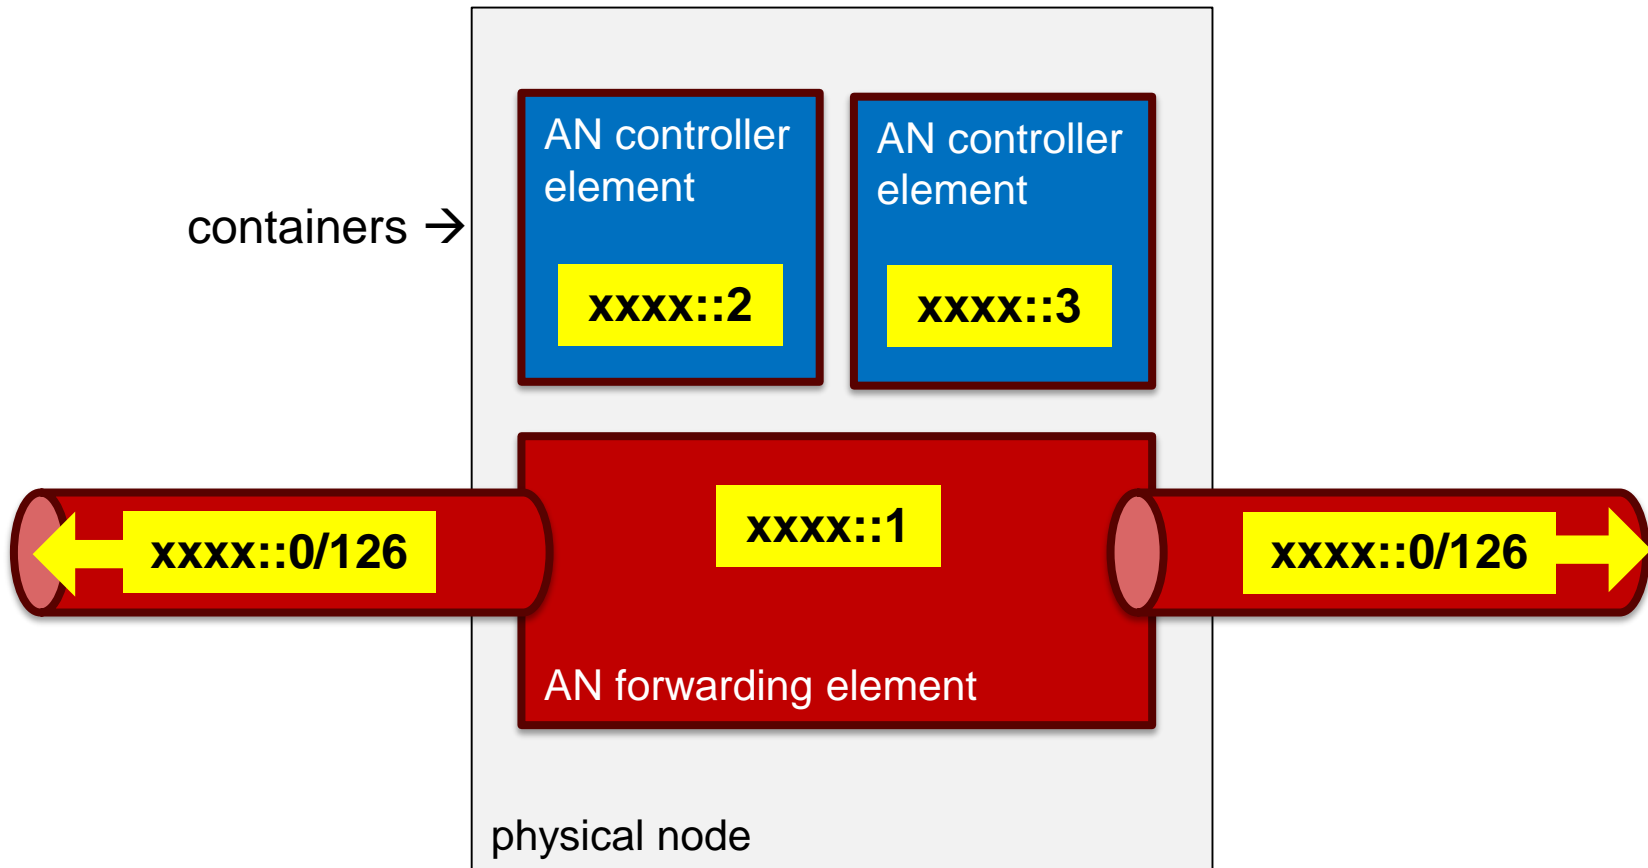 AN controller
element
xxxx::2
AN controller
element
xxxx::3
containers →
xxxx::0/126
xxxx::1
xxxx::0/126
AN forwarding element
physical node